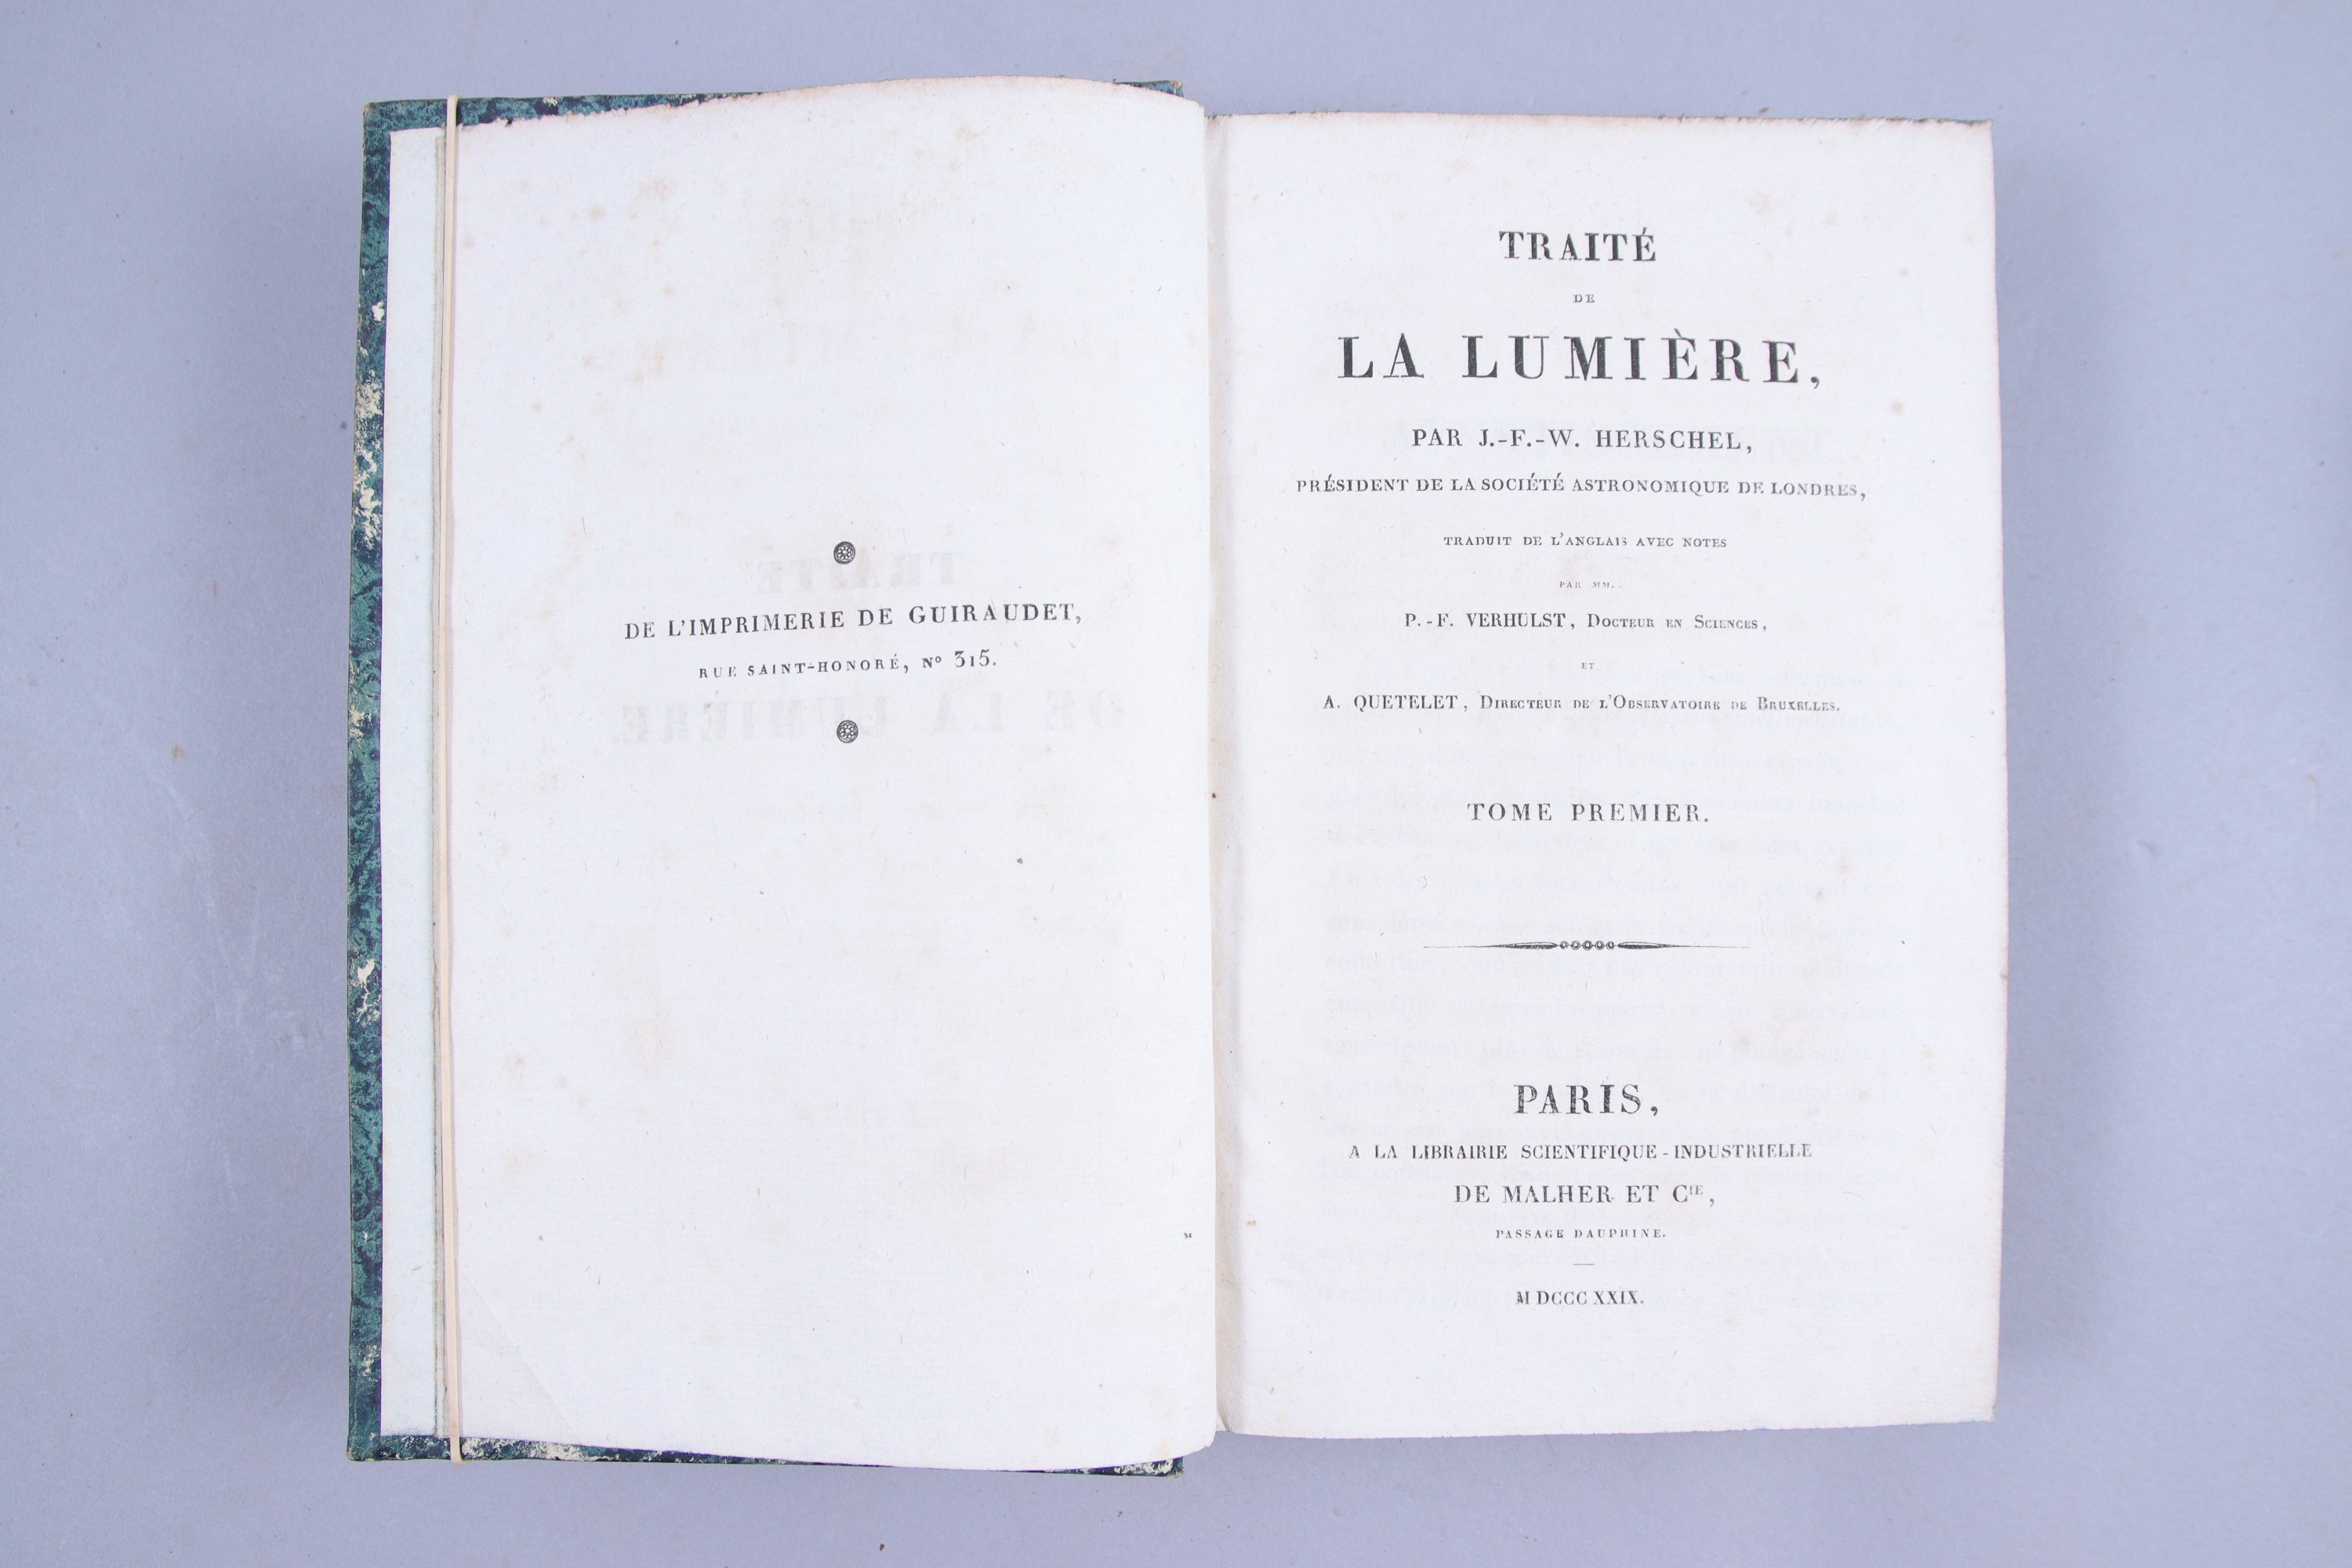 DE L'IMPRIMERIE DE GUIRAUDET,
RUE SAINT-HONORÉ, Nº 315.
TRAITÉ
DE
LA LUMIÈRE,
PAR J.-F.-W. HERSCHEL,
PRÉSIDENT DE LA SOCIÉTÉ ASTRONOMIQUE DE LONDRES,
TRADUIT DE L'ANGLAIS AVEC NOTES
PAR MM.
P.-F. VERHULST, DOCTEUR EN SCIENCES,
ET
A. QUETELET, DIRECTEUR DE L'OBSERVATOIRE DE BRUXELLES.
TOME PREMIER.
PARIS,
A LA LIBRAIRIE SCIENTIFIQUE-INDUSTRIELLE
DE MALHER ET CIE,
PASSAGE DAUPHINE.
M DCCC XXIX.